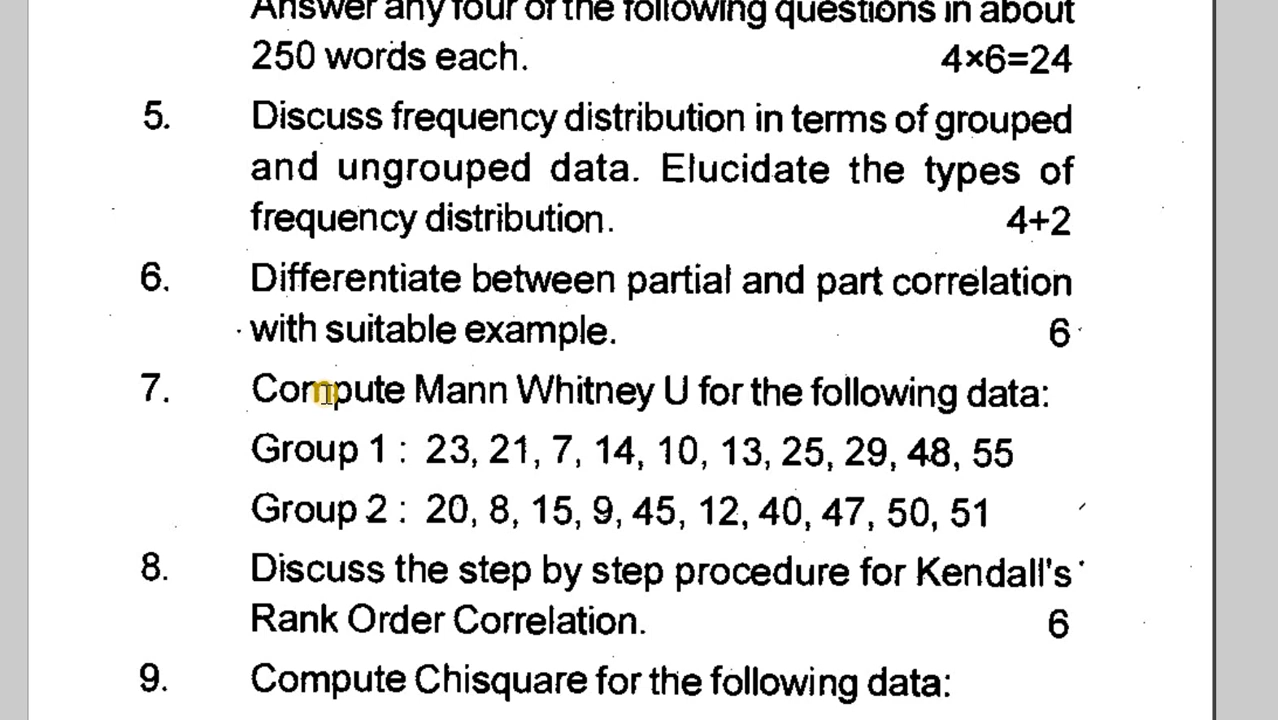 Answer any four of the following questions in about
250 words each. 4×6=24
5. Discuss frequency distribution in terms of grouped
and ungrouped data. Elucidate the types of
frequency distribution. 4+2
6. Differentiate between partial and part correlation
with suitable example. 6
7. Compute Mann Whitney U for the following data:
Group 1 : 23, 21, 7, 14, 10, 13, 25, 29, 48, 55
Group 2 : 20, 8, 15, 9, 45, 12, 40, 47, 50, 51
8. Discuss the step by step procedure for Kendall's
Rank Order Correlation. 6
9. Compute Chisquare for the following data: